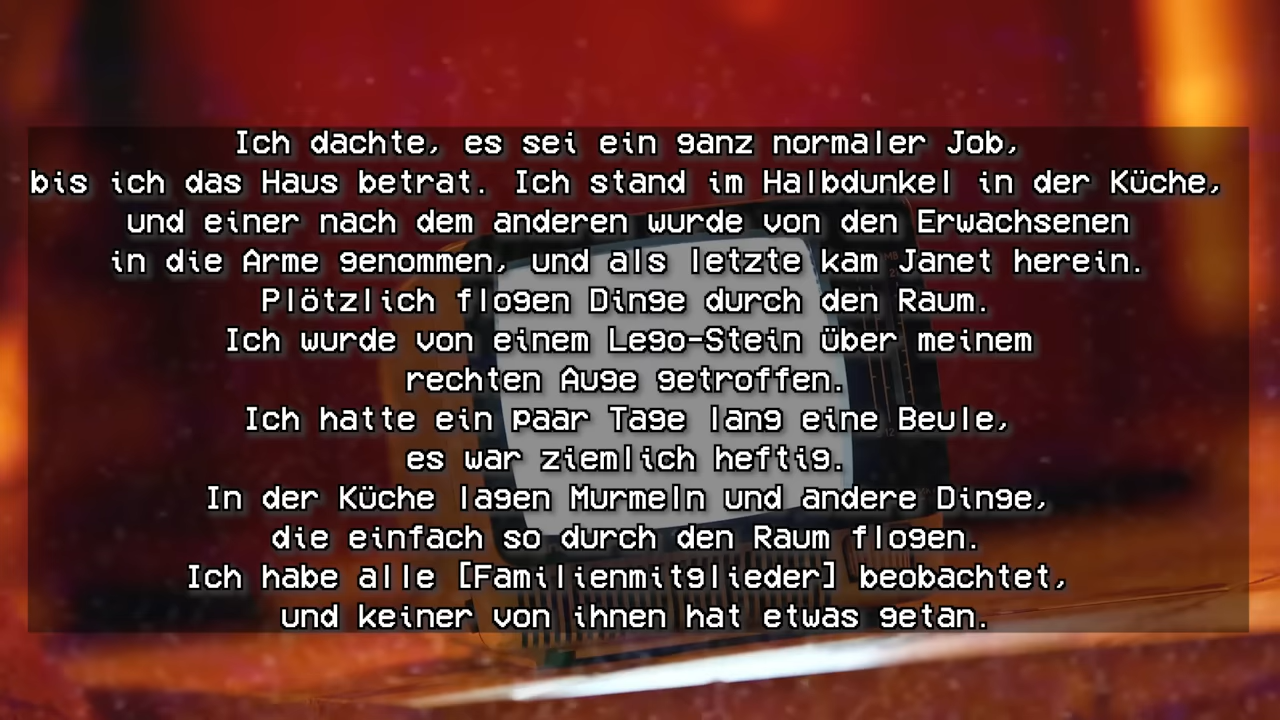 Ich dachte, es sei ein ganz normaler Job,
bis ich das Haus betrat. Ich stand im Halbdunkel in der Küche,
und einer nach dem anderen wurde von den Erwachsenen
in die Arme genommen, und als letzte kam Janet herein.
Plötzlich flogen Dinge durch den Raum.
Ich wurde von einem Lego-Stein über meinem
rechten Auge getroffen.
Ich hatte ein paar Tage lang eine Beule,
es war ziemlich heftig.
In der Küche lagen Murmeln und andere Dinge,
die einfach so durch den Raum flogen.
Ich habe alle [Familienmitglieder] beobachtet,
und keiner von ihnen hat etwas getan.